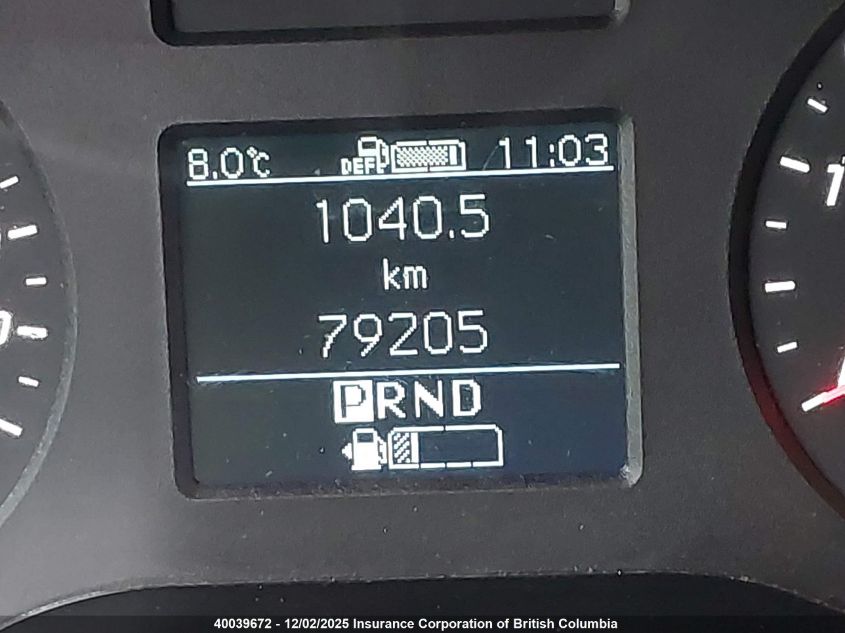 8.0°C DEF 11:03
1040.5
km
79205
PRND
40039672 - 12/02/2025 Insurance Corporation of British Columbia